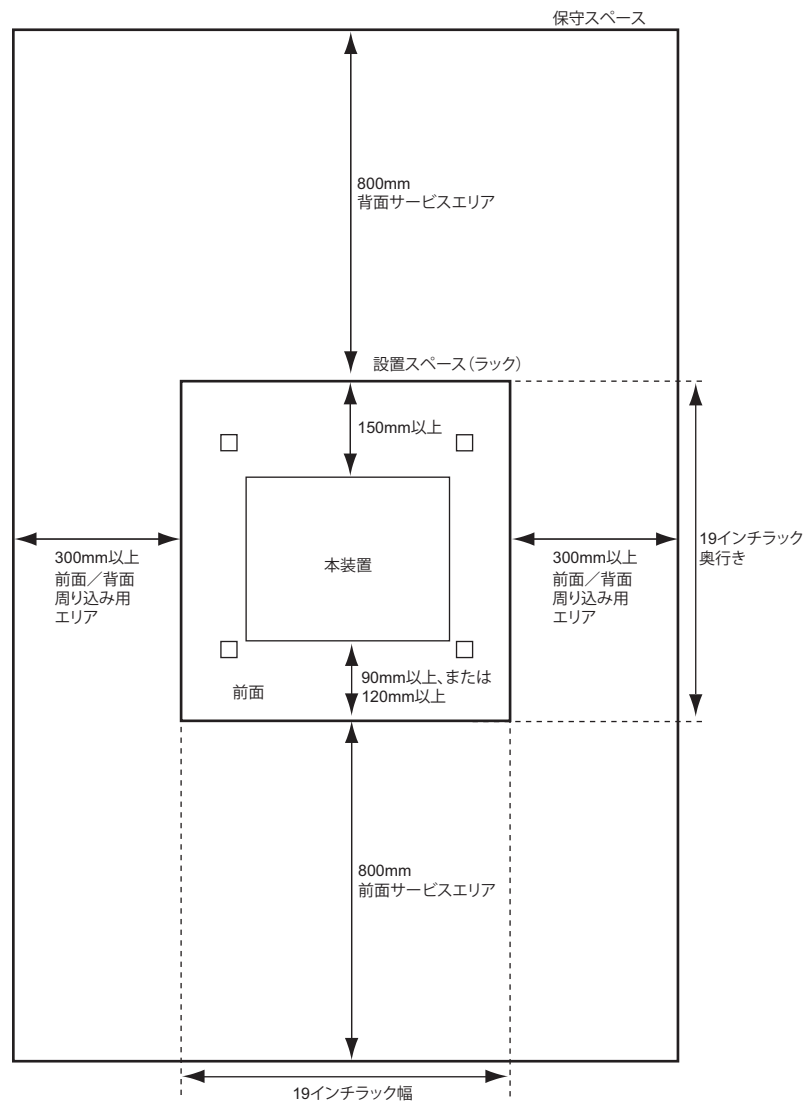 保守スペース
800mm
背面サービスエリア
設置スペース（ラック）
150mm以上
300mm以上
前面／背面
周り込み用
エリア
本装置
300mm以上
前面／背面
周り込み用
エリア
19インチラック
奥行き
90mm以上、または
120mm以上
前面
800mm
前面サービスエリア
19インチラック幅